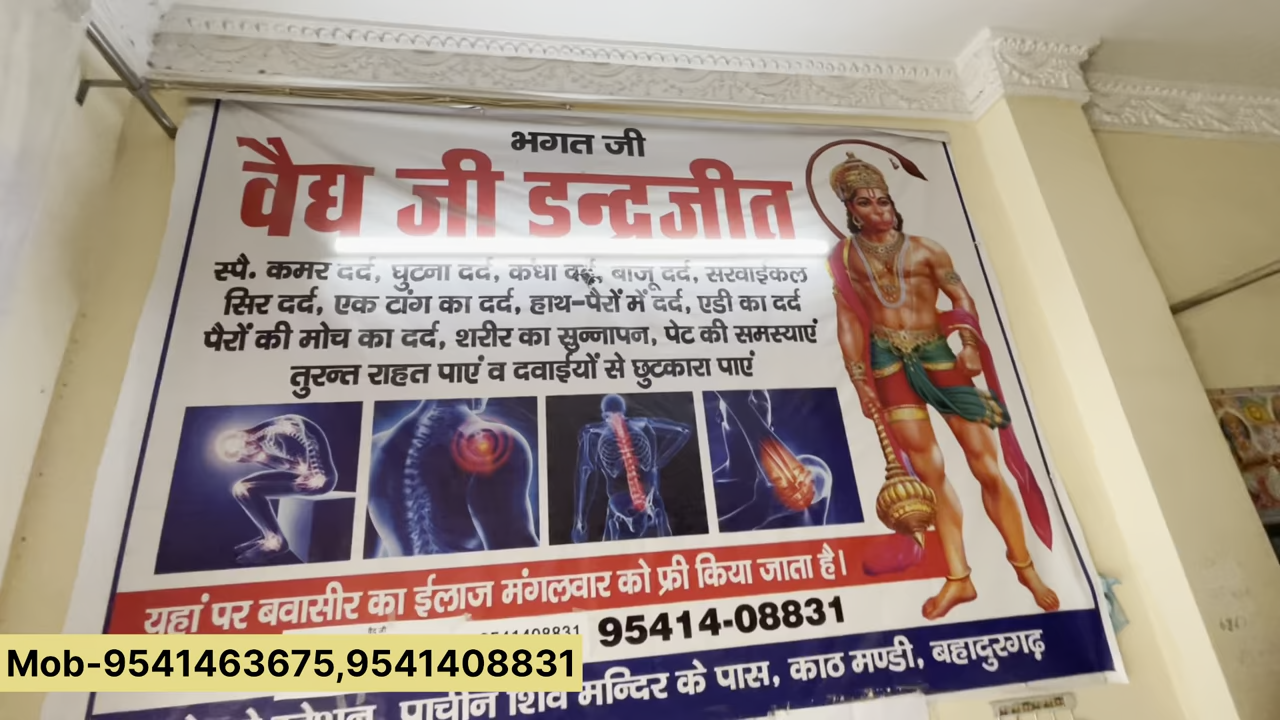 भगत जी
वैद्य जी इन्द्रजीत
स्पै. कमर दर्द, घुटना दर्द, कंधा दर्द, बाजू दर्द, सरवाईकल
सिर दर्द, एक टांग का दर्द, हाथ-पैरों में दर्द, एडी का दर्द
पैरों की मोच का दर्द, शरीर का सुन्नापन, पेट की समस्याएं
तुरन्त राहत पाएं व दवाईयों से छुटकारा पाएं
यहां पर बवासीर का ईलाज मंगलवार को फ्री किया जाता है।
9541408831 95414-08831
Mob-9541463675,9541408831
प्राचीन शिव मन्दिर के पास, काठ मण्डी, बहादुरगढ़